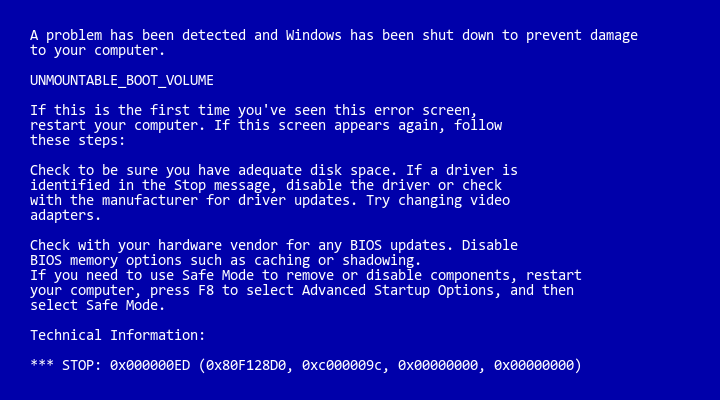 A problem has been detected and Windows has been shut down to prevent damage
to your computer.
UNMOUNTABLE_BOOT_VOLUME
If this is the first time you've seen this error screen,
restart your computer. If this screen appears again, follow
these steps:
Check to be sure you have adequate disk space. If a driver is
identified in the Stop message, disable the driver or check
with the manufacturer for driver updates. Try changing video
adapters.
Check with your hardware vendor for any BIOS updates. Disable
BIOS memory options such as caching or shadowing.
If you need to use Safe Mode to remove or disable components, restart
your computer, press F8 to select Advanced Startup Options, and then
select Safe Mode.
Technical Information:
*** STOP: 0x000000ED (0x80F128D0, 0xc000009c, 0x00000000, 0x00000000)